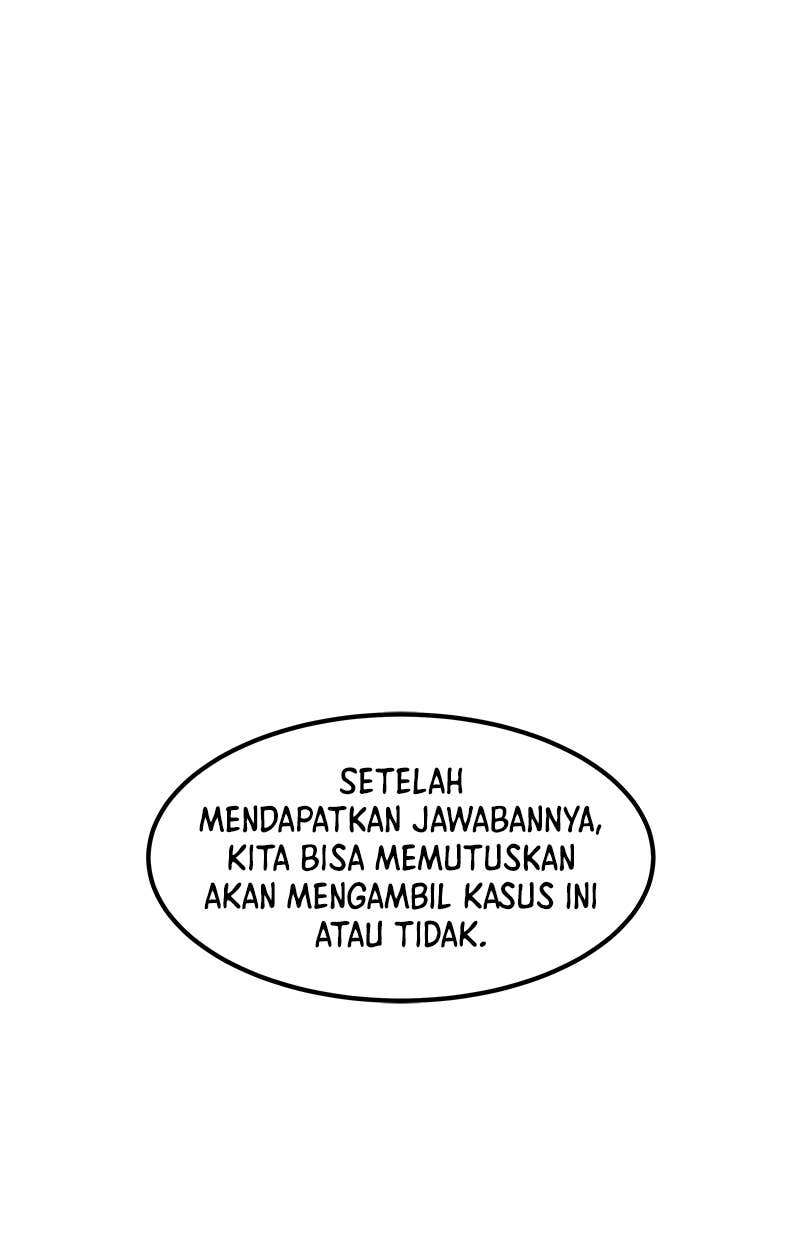 SETELAH
MENDAPATKAN JAWABANNYA,
KITA BISA MEMUTUSKAN
AKAN MENGAMBIL KASUS INI
ATAU TIDAK.